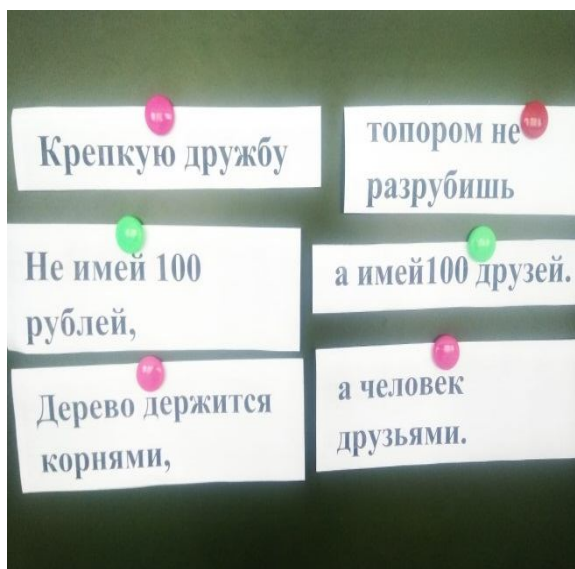 Крепкую дружбу
топором не
разрубишь
Не имей 100
рублей,
а имей100 друзей.
Дерево держится
корнями,
а человек
друзьями.